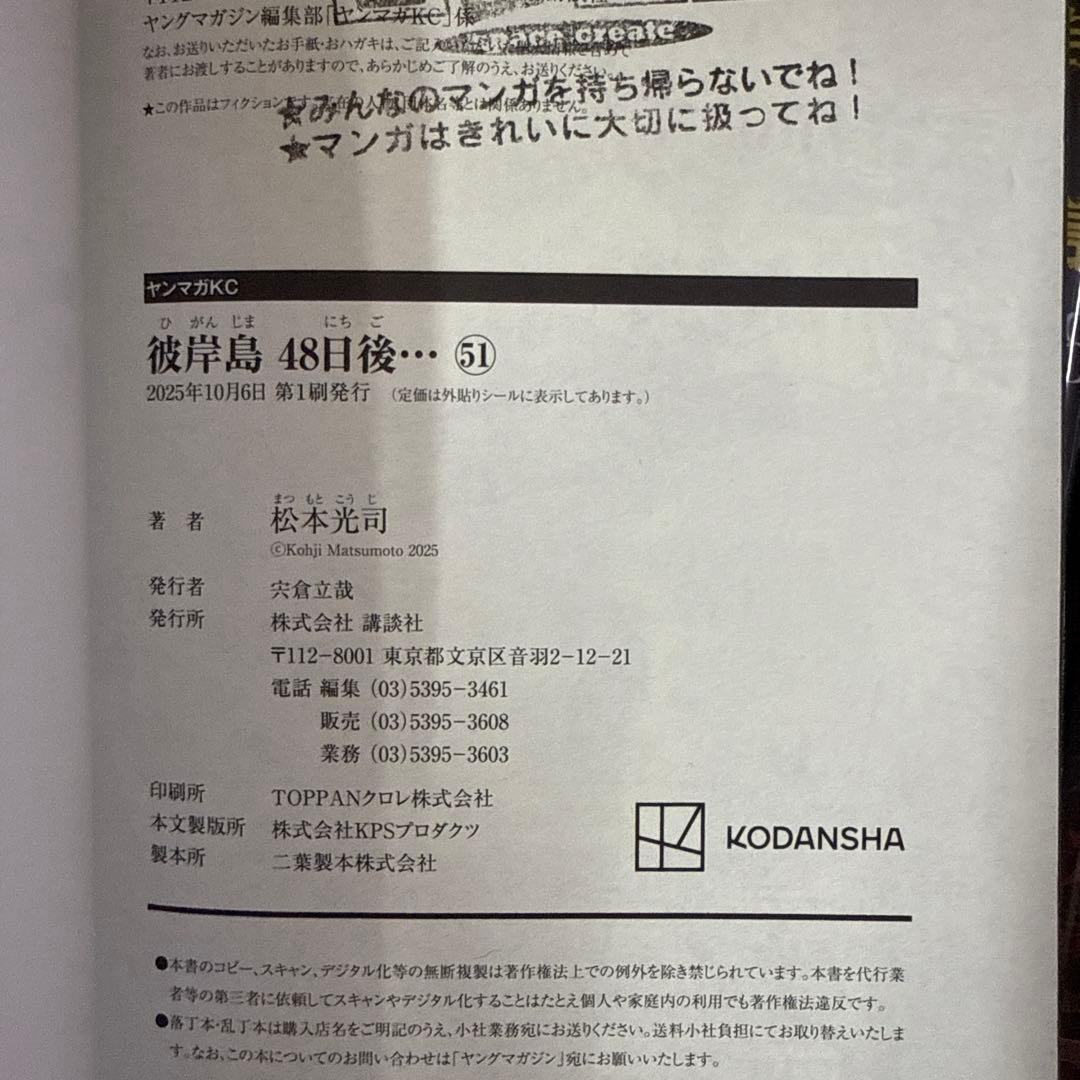 ヤングマガジン編集部「ヤンマガKC」係
なお、お送りいただいたお手紙・おハガキは、ご記入
space create
著者にお渡しすることがありますので、あらかじめご了解のうえ、お送りください。
★この作品はフィクションです。
★みんなのマンガを持ち帰らないでね！
★マンガはきれいに大切に扱ってね！
ヤンマガKC
ひ がん じま にち ご
彼岸島 48日後… 51
2025年10月6日 第1刷発行 (定価は外貼りシールに表示してあります。)
まつ もと こう じ
著 者 松本光司
©Kohji Matsumoto 2025
発行者 宍倉立哉
発行所 株式会社 講談社
〒112-8001 東京都文京区音羽2-12-21
電話 編集 (03)5395-3461
販売 (03)5395-3608
業務 (03)5395-3603
印刷所 TOPPANクロレ株式会社
本文製版所 株式会社KPSプロダクツ
製本所 二葉製本株式会社
KODANSHA
●本書のコピー、スキャン、デジタル化等の無断複製は著作権法上での例外を除き禁じられています。本書を代行業
者等の第三者に依頼してスキャンやデジタル化することはたとえ個人や家庭内の利用でも著作権法違反です。
●落丁本・乱丁本は購入店名をご明記のうえ、小社業務宛にお送りください。送料小社負担にてお取り替えいたしま
す。なお、この本についてのお問い合わせは「ヤングマガジン」宛にお願いいたします。